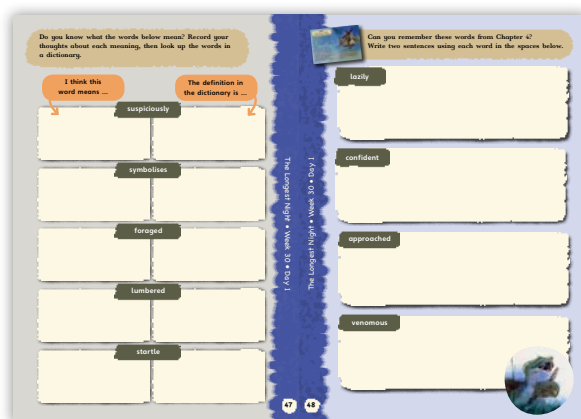 Do you know what the words below mean? Record your
thoughts about each meaning, then look up the words in
a dictionary.
I think this
word means ...
The definition in
the dictionary is ...
suspiciously
symbolises
foraged
lumbered
startle
The Longest Night • Week 30 • Day 1
47
Can you remember these words from Chapter 4?
Write two sentences using each word in the spaces below.
lazily
confident
approached
venomous
The Longest Night • Week 30 • Day 1
48